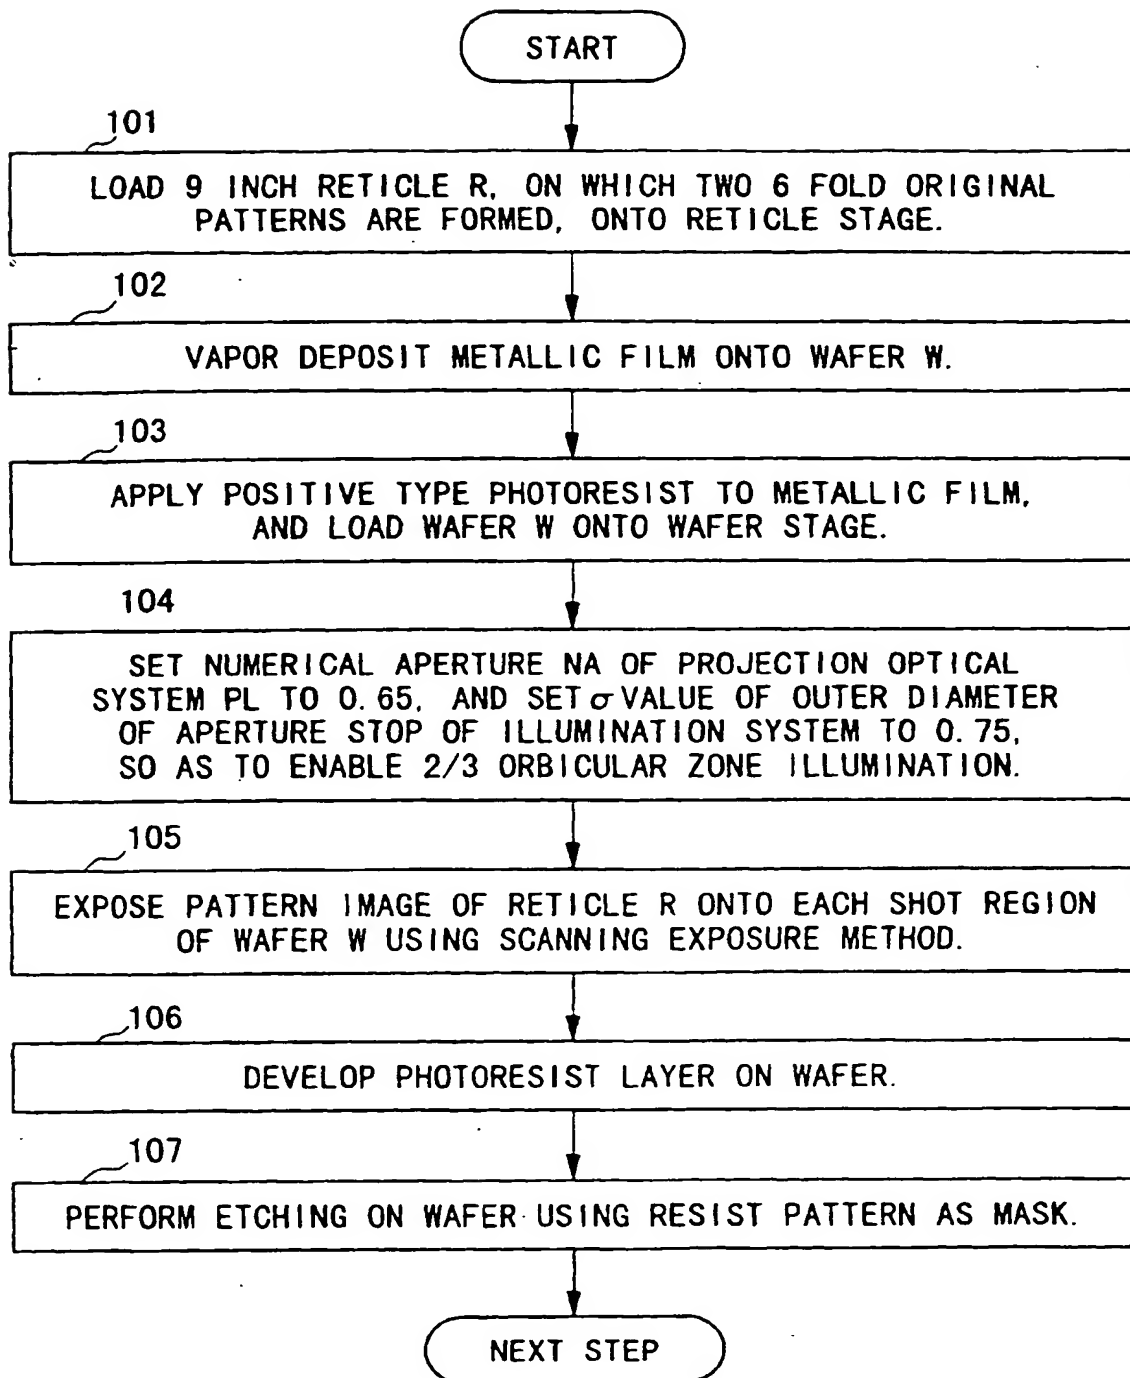 START
101
LOAD 9 INCH RETICLE R, ON WHICH TWO 6 FOLD ORIGINAL
PATTERNS ARE FORMED, ONTO RETICLE STAGE.
102
VAPOR DEPOSIT METALLIC FILM ONTO WAFER W.
103
APPLY POSITIVE TYPE PHOTORESIST TO METALLIC FILM,
AND LOAD WAFER W ONTO WAFER STAGE.
104
SET NUMERICAL APERTURE NA OF PROJECTION OPTICAL
SYSTEM PL TO 0.65, AND SET σ VALUE OF OUTER DIAMETER
OF APERTURE STOP OF ILLUMINATION SYSTEM TO 0.75,
SO AS TO ENABLE 2/3 ORBICULAR ZONE ILLUMINATION.
105
EXPOSE PATTERN IMAGE OF RETICLE R ONTO EACH SHOT REGION
OF WAFER W USING SCANNING EXPOSURE METHOD.
106
DEVELOP PHOTORESIST LAYER ON WAFER.
107
PERFORM ETCHING ON WAFER USING RESIST PATTERN AS MASK.
NEXT STEP